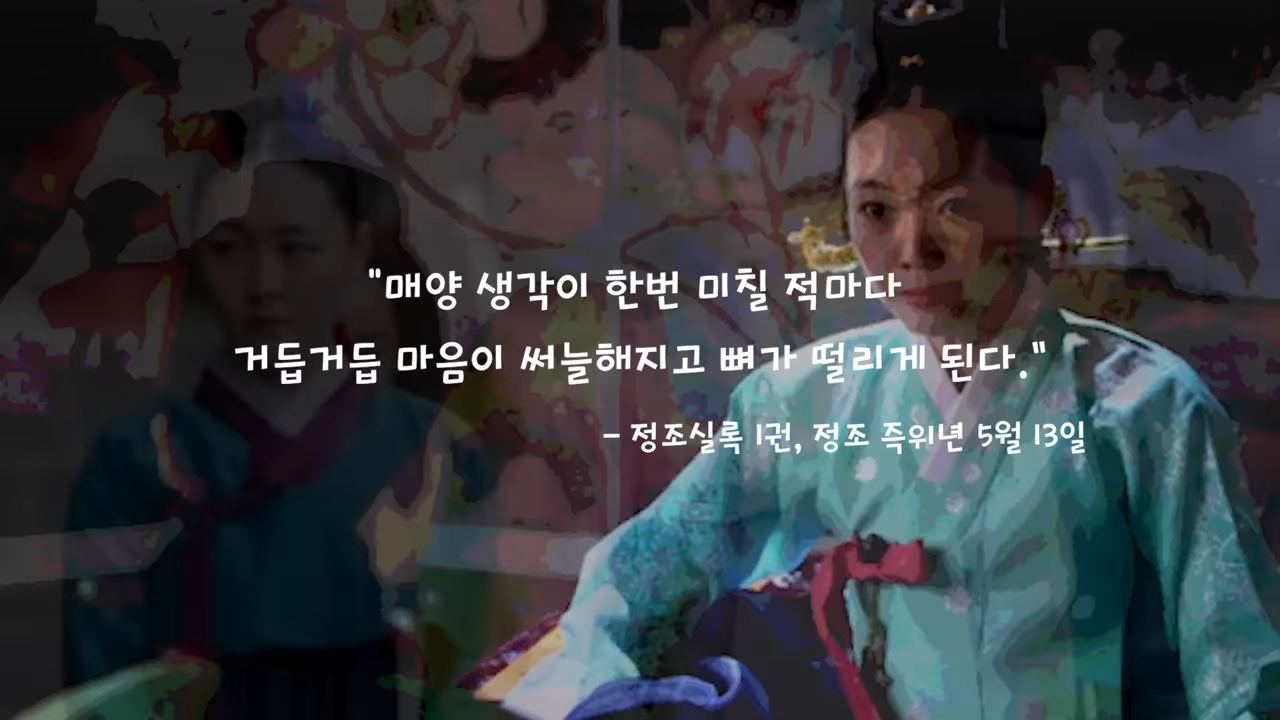 "매양 생각이 한번 미칠 적마다
거듭거듭 마음이 써늘해지고 뼈가 떨리게 된다."
- 정조실록 1권, 정조 즉위년 5월 13일